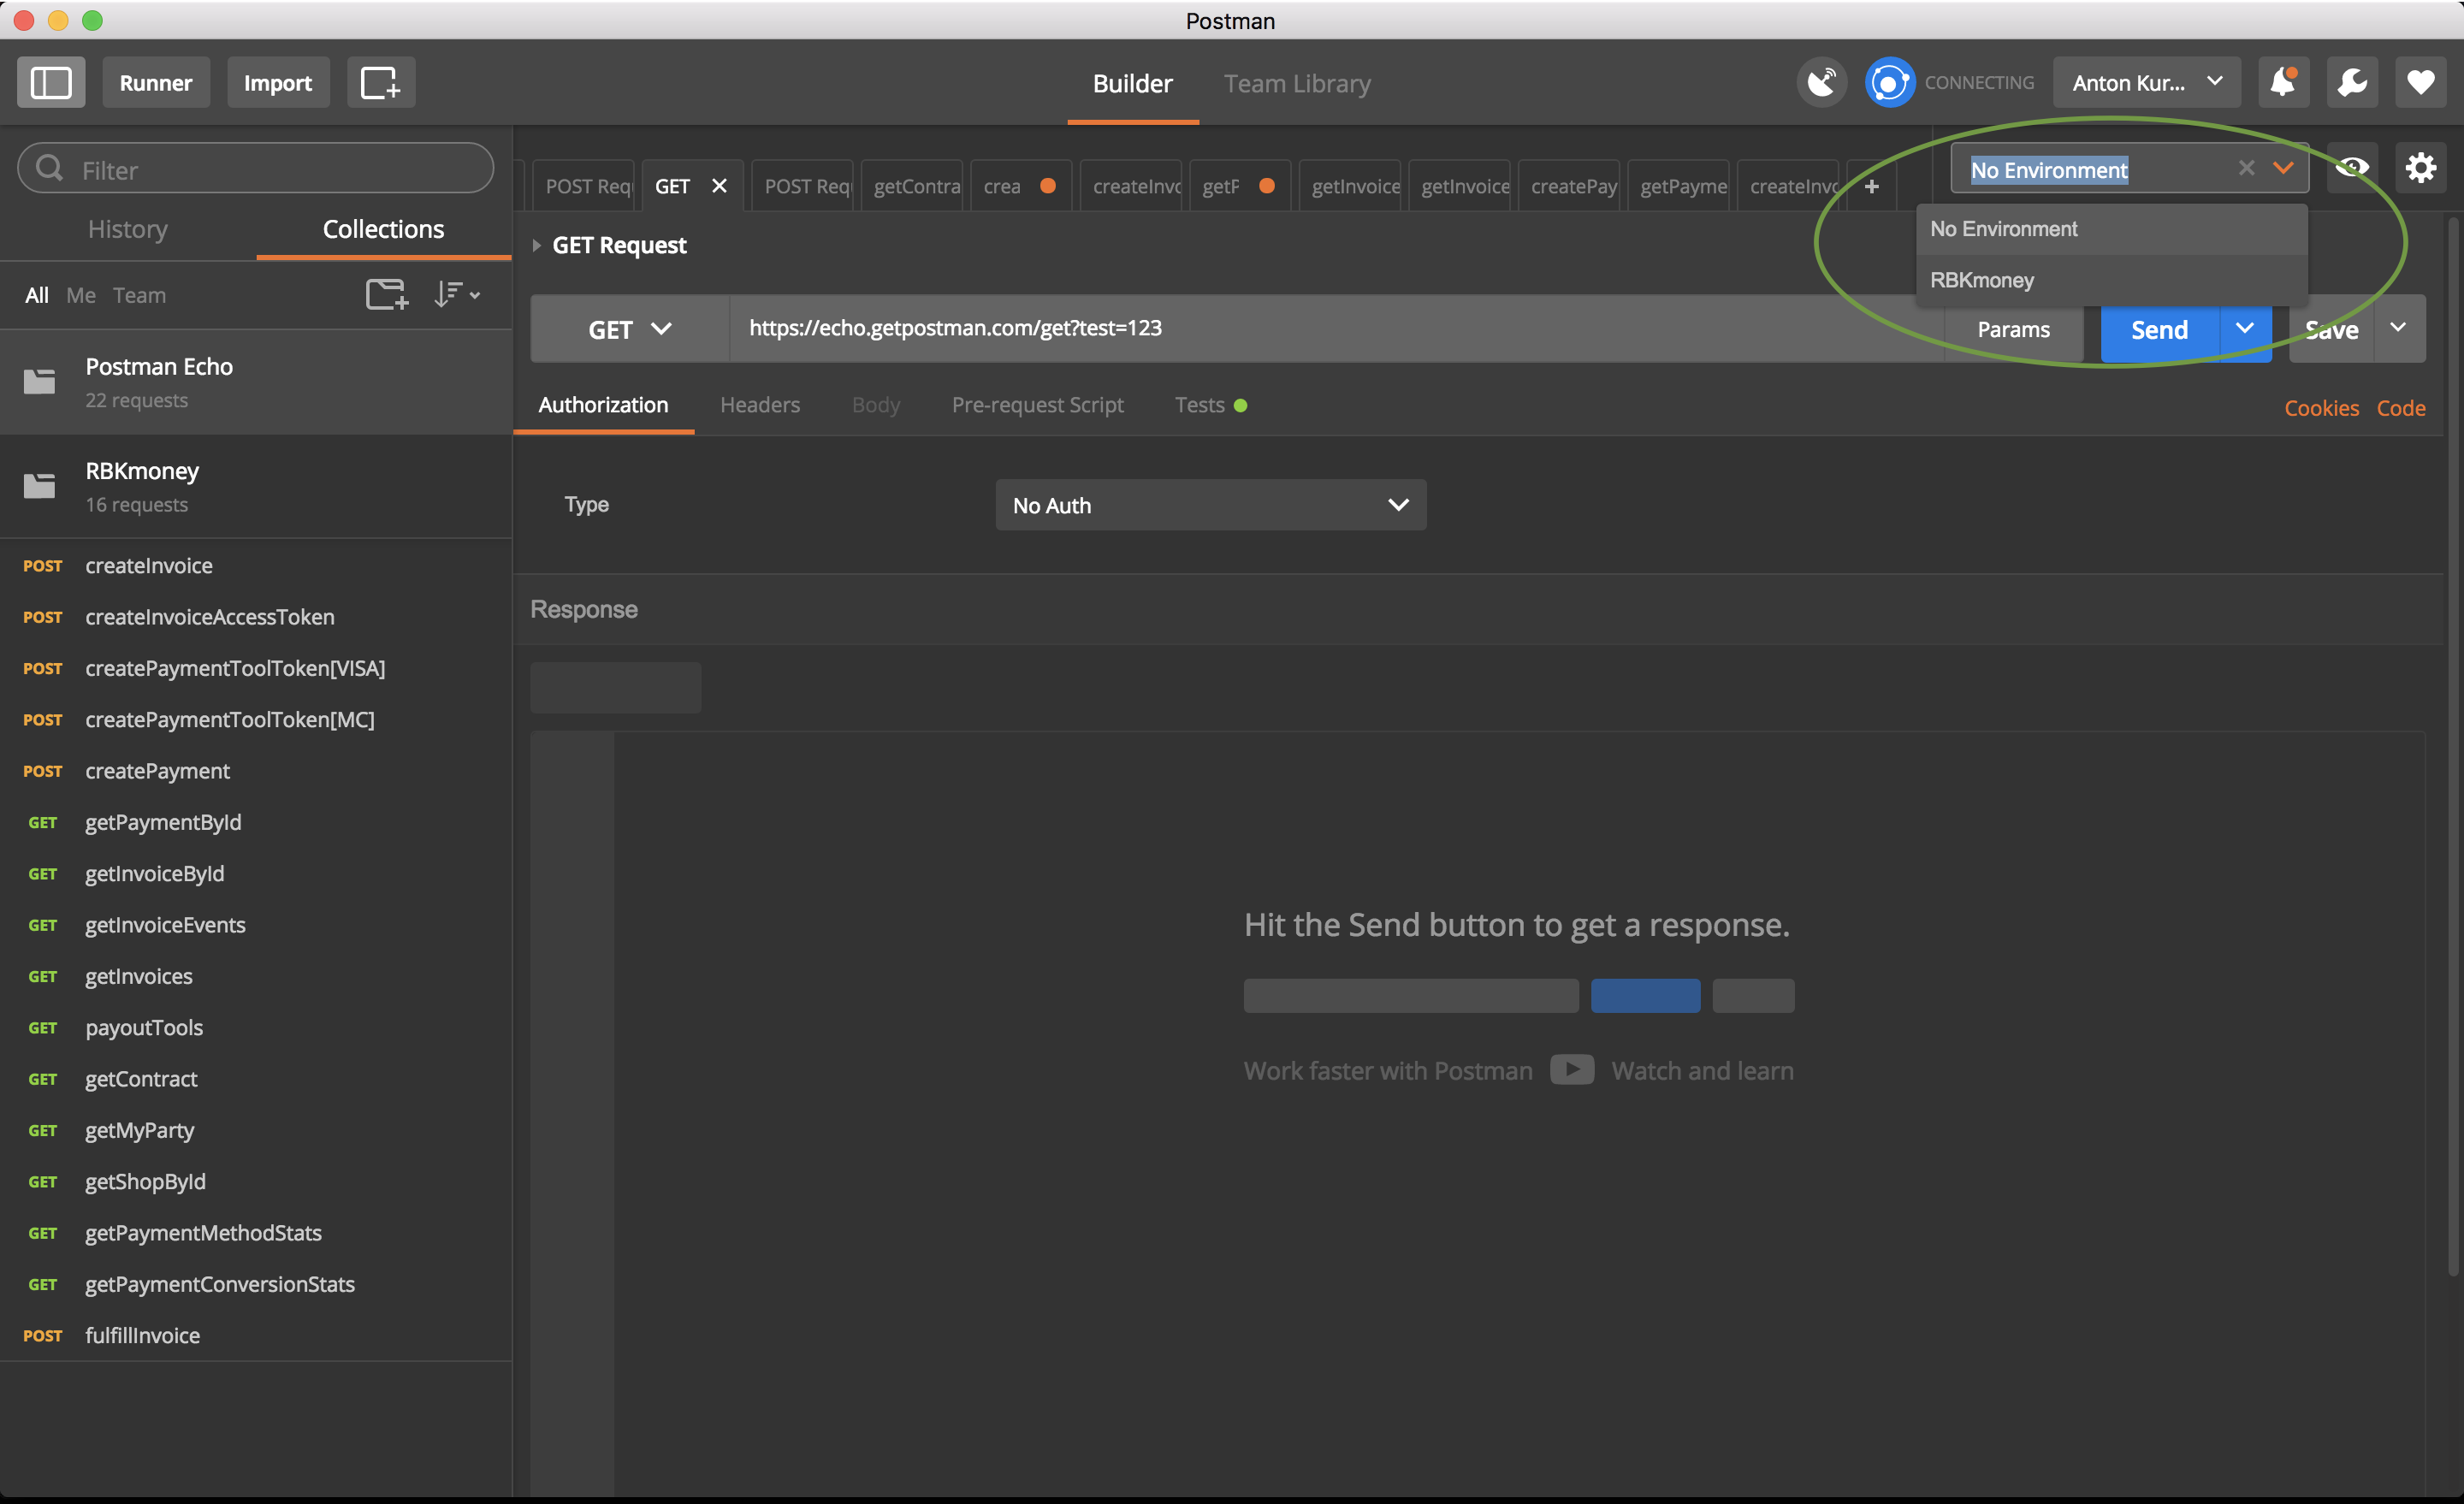 Postman
Runner
Import
Builder
Team Library
CONNECTING
Anton Kur...
Filter
History
Collections
All Me Team
Postman Echo
22 requests
RBKmoney
16 requests
POST createInvoice
POST createInvoiceAccessToken
POST createPaymentToolToken[VISA]
POST createPaymentToolToken[MC]
POST createPayment
GET getPaymentById
GET getInvoiceById
GET getInvoiceEvents
GET getInvoices
GET payoutTools
GET getContract
GET getMyParty
GET getShopById
GET getPaymentMethodStats
GET getPaymentConversionStats
POST fulfillInvoice
POST Req
GET
POST Req
getContra
crea
createInvo
getP
getInvoice
getInvoice
createPay
getPayme
createInvo
No Environment
No Environment
RBKmoney
GET Request
GET
https://echo.getpostman.com/get?test=123
Params
Send
Save
Authorization
Headers
Body
Pre-request Script
Tests
Cookies
Code
Type
No Auth
Response
Hit the Send button to get a response.
Work faster with Postman
Watch and learn